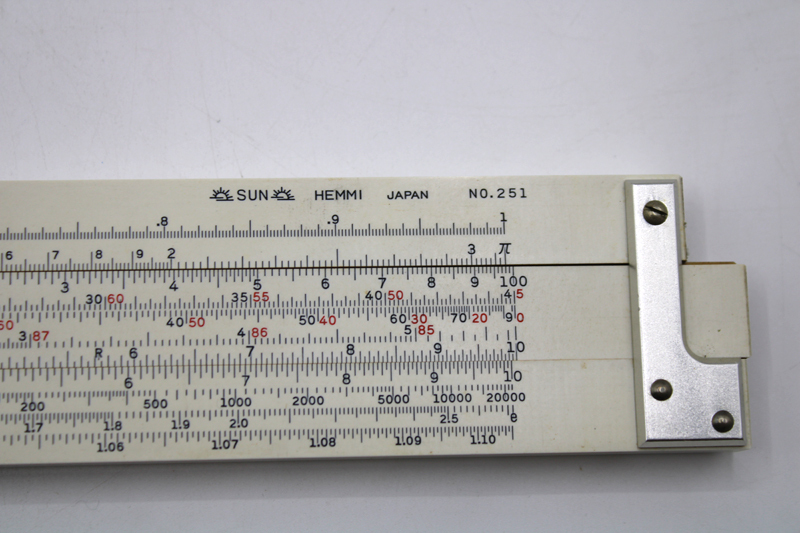 SUN HEMMI JAPAN NO.251
.8 .9 1
6 7 8 9 2 3 π
3 4 5 6 7 8 9 100
30 60 35 55 40 50 45
50 40 50 50 40 60 30 70 20 90
3 87 4 86 5 85
R 6 7 8 9 10
6 7 8 9 10
200 500 1000 2000 5000 10000 20000
1.7 1.8 1.9 2.0 2.5 e
1.06 1.07 1.08 1.09 1.10